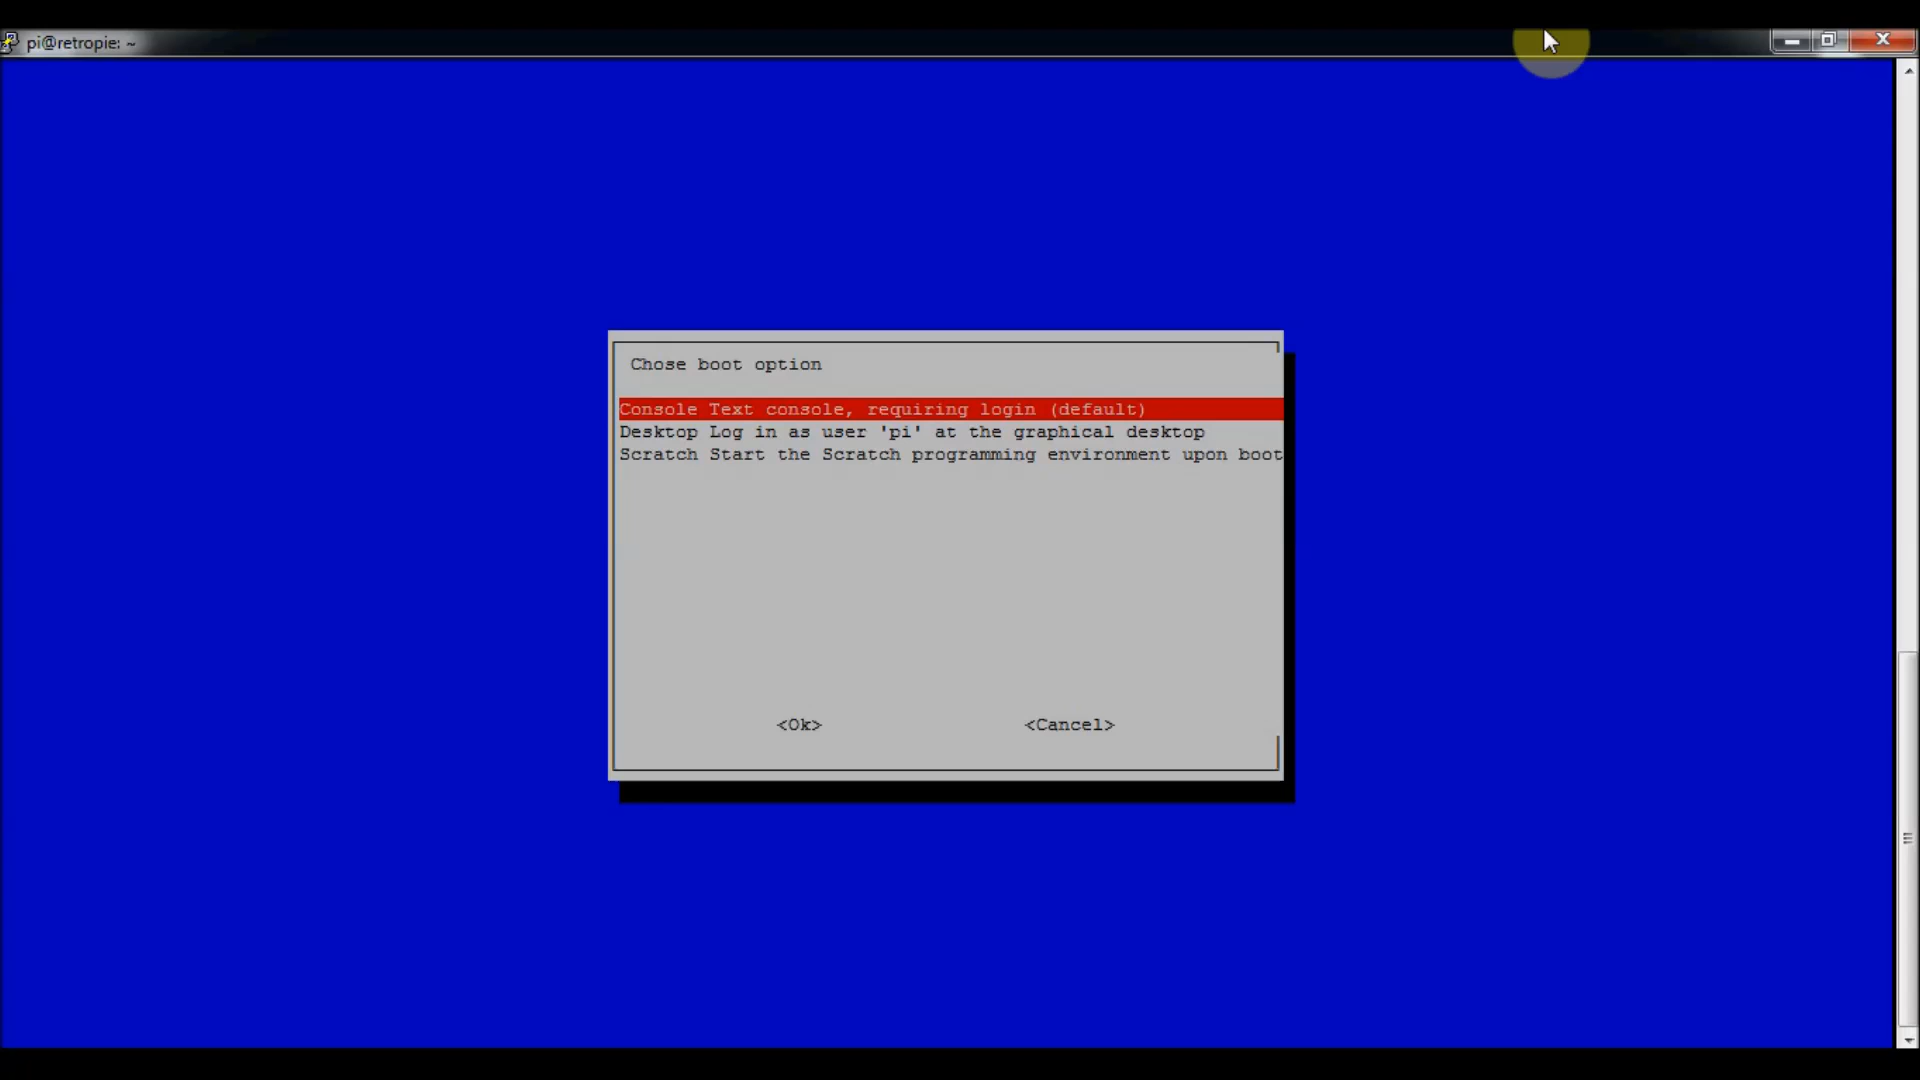 pi@retropie: ~
Chose boot option
Console Text console, requiring login (default)
Desktop Log in as user 'pi' at the graphical desktop
Scratch Start the Scratch programming environment upon boot
<Ok> <Cancel>